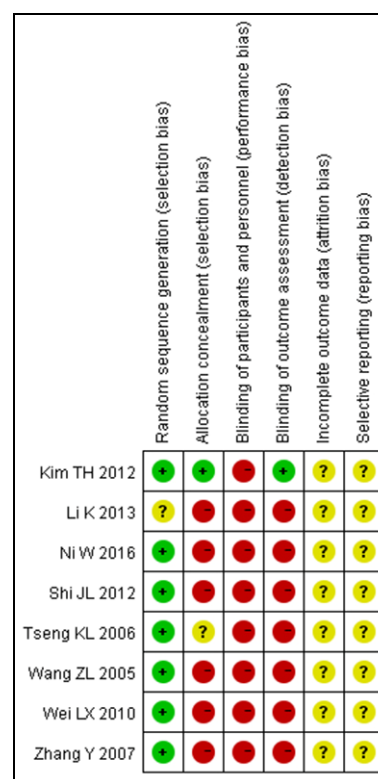 Random sequence generation (selection bias)
Allocation concealment (selection bias)
Blinding of participants and personnel (performance bias)
Blinding of outcome assessment (detection bias)
Incomplete outcome data (attrition bias)
Selective reporting (reporting bias)
Kim TH 2012 + + - + ? ?
Li K 2013 ? - - - ? ?
Ni W 2016 + - - - ? ?
Shi JL 2012 + - - - ? ?
Tseng KL 2006 + ? - - ? ?
Wang ZL 2005 + - - - ? ?
Wei LX 2010 + - - - ? ?
Zhang Y 2007 + - - - ? ?